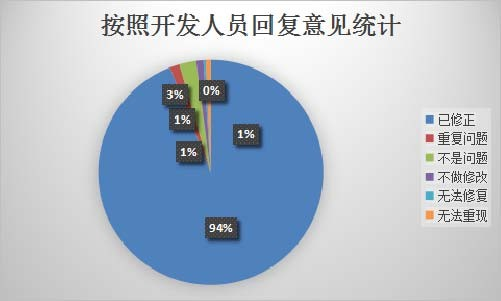 按照开发人员回复意见统计
3%
0%
1%
1%
1%
94%
已修正
重复问题
不是问题
不做修改
无法修复
无法重现